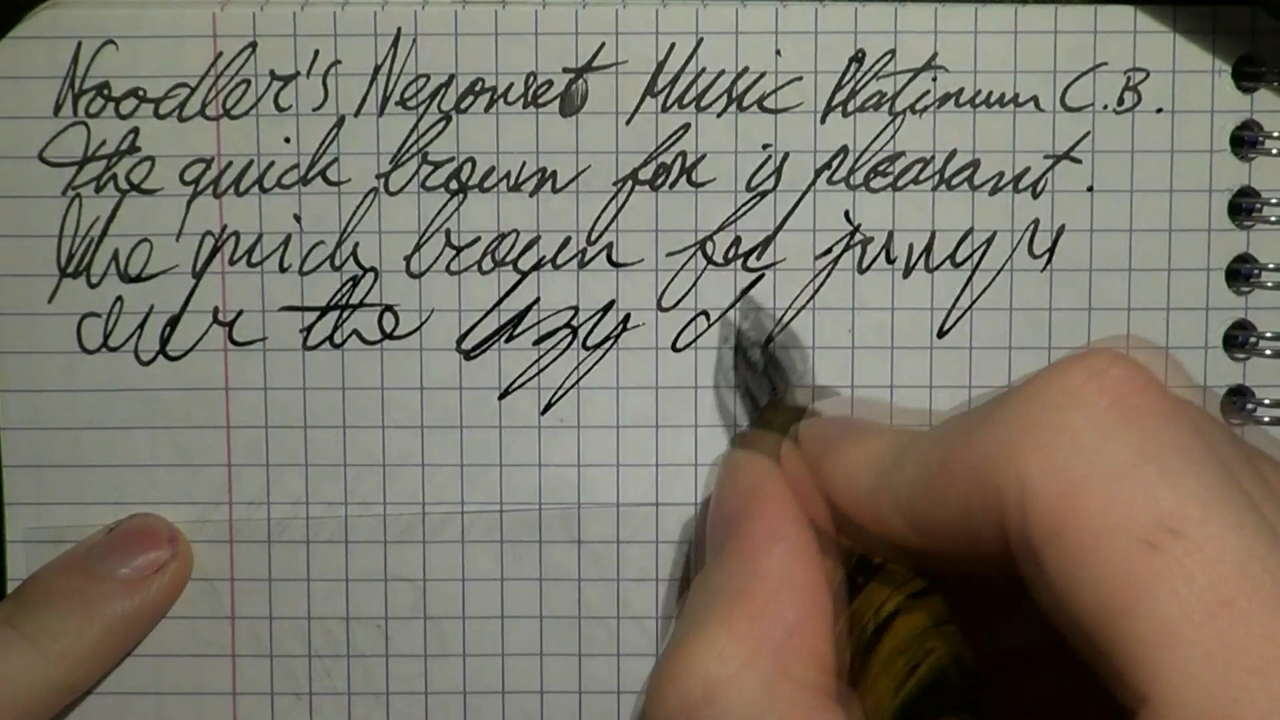 Noodler's Neponset Music Platinum C.B.
The quick brown fox is pleasant.
The quick brown fox jumps
over the lazy d